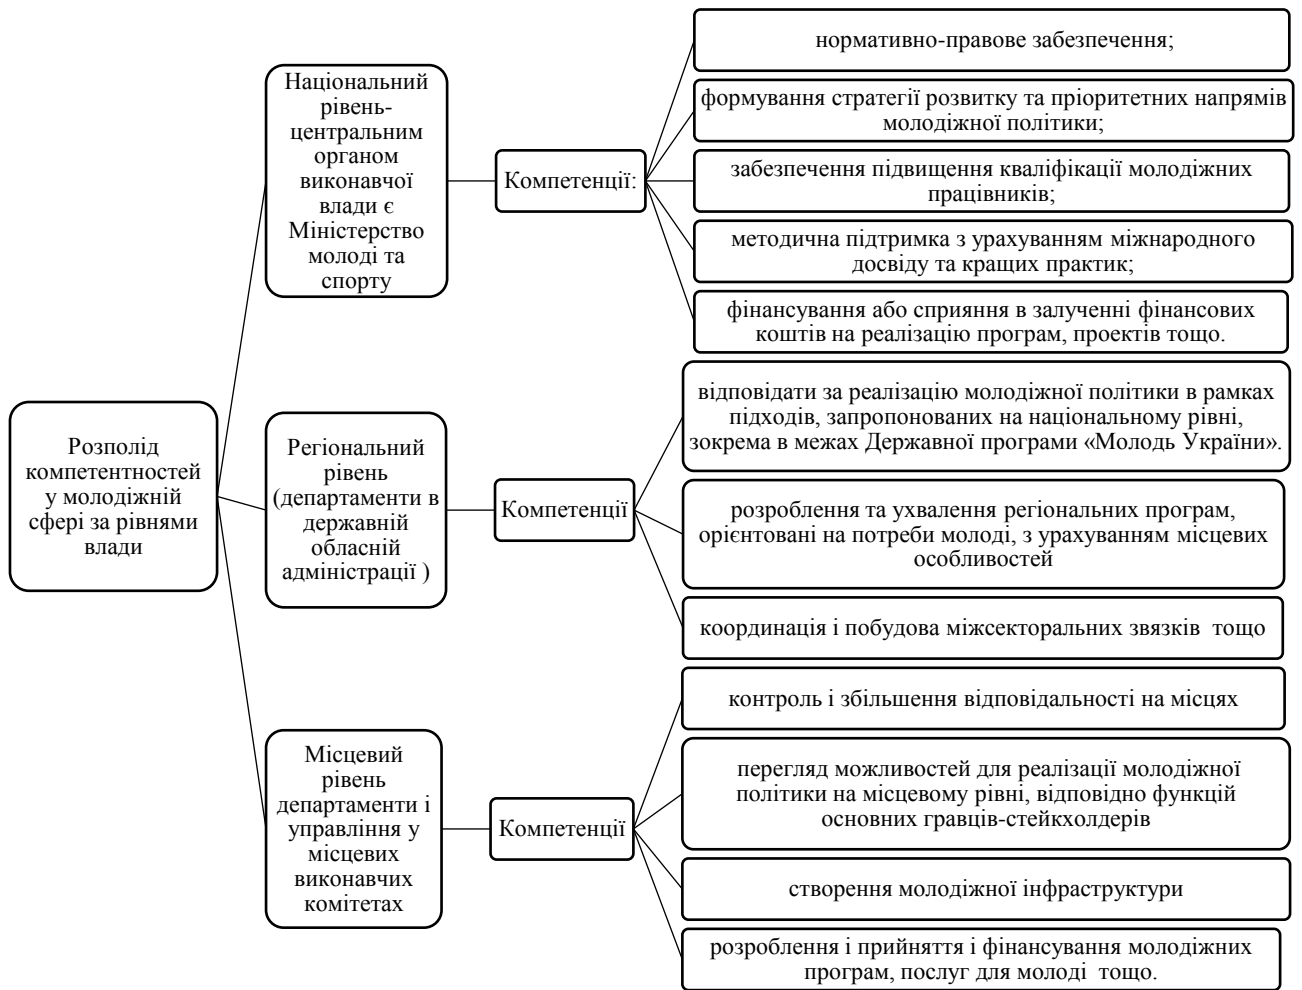 Розполід
компетентностей
у молодіжній
сфері за рівнями
влади
Національний
рівень-
центральним
органом
виконавчої
влади є
Міністерство
молоді та
спорту
Компетенції:
нормативно-правове забезпечення;
формування стратегії розвитку та пріоритетних напрямів
молодіжної політики;
забезпечення підвищення кваліфікації молодіжних
працівників;
методична підтримка з урахуванням міжнародного
досвіду та кращих практик;
фінансування або сприяння в залученні фінансових
коштів на реалізацію програм, проектів тощо.
Регіональний
рівень
(департаменти в
державній
обласній
адміністрації )
Компетенції
відповідати за реалізацію молодіжної політики в рамках
підходів, запропонованих на національному рівні,
зокрема в межах Державної програми «Молодь України».
розроблення та ухвалення регіональних програм,
орієнтовані на потреби молоді, з урахуванням місцевих
особливостей
координація і побудова міжсекторальних звязків тощо
Місцевий
рівень
департаменти і
управління у
місцевих
виконавчих
комітетах
Компетенції
контроль і збільшення відповідальності на місцях
перегляд можливостей для реалізації молодіжної
політики на місцевому рівні, відповідно функцій
основних гравців-стейкхолдерів
створення молодіжної інфраструктури
розроблення і прийняття і фінансування молодіжних
програм, послуг для молоді тощо.